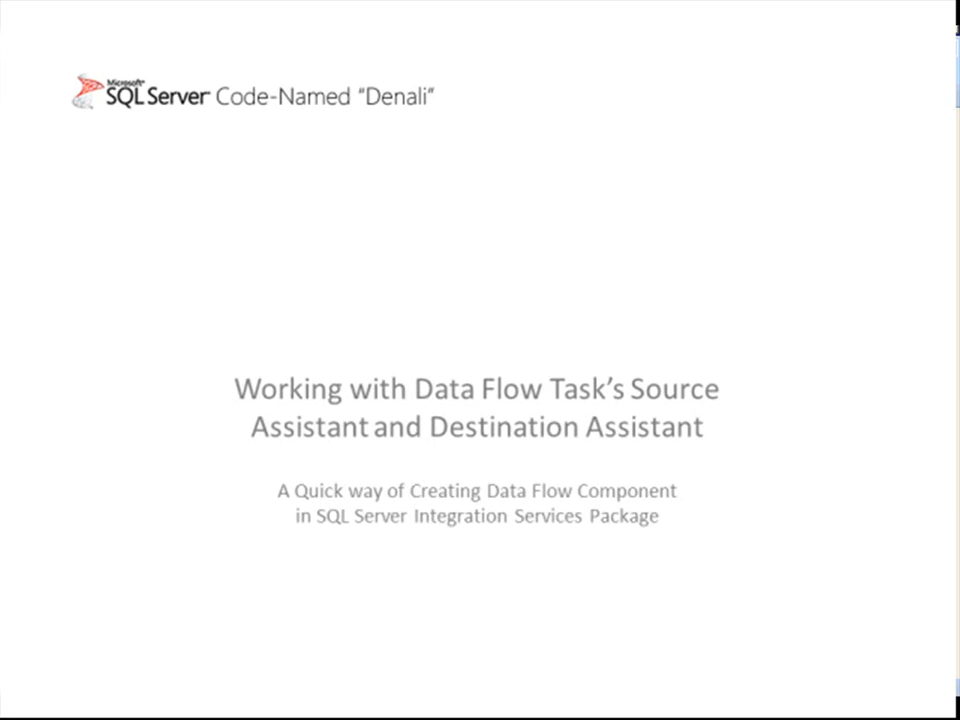 Microsoft®
SQL Server Code-Named "Denali"
Working with Data Flow Task's Source
Assistant and Destination Assistant
A Quick way of Creating Data Flow Component
in SQL Server Integration Services Package